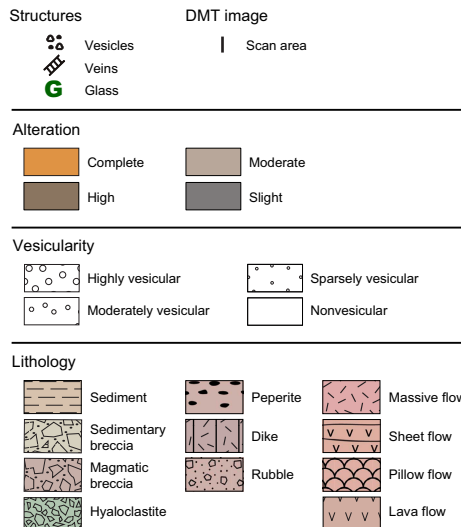 Structures DMT image
Vesicles Scan area
Veins
G Glass
Alteration
Complete Moderate
High Slight
Vesicularity
Highly vesicular Sparsely vesicular
Moderately vesicular Nonvesicular
Lithology
Sediment Peperite Massive flow
Sedimentary breccia Dike Sheet flow
Magmatic breccia Rubble Pillow flow
Hyaloclastite Lava flow